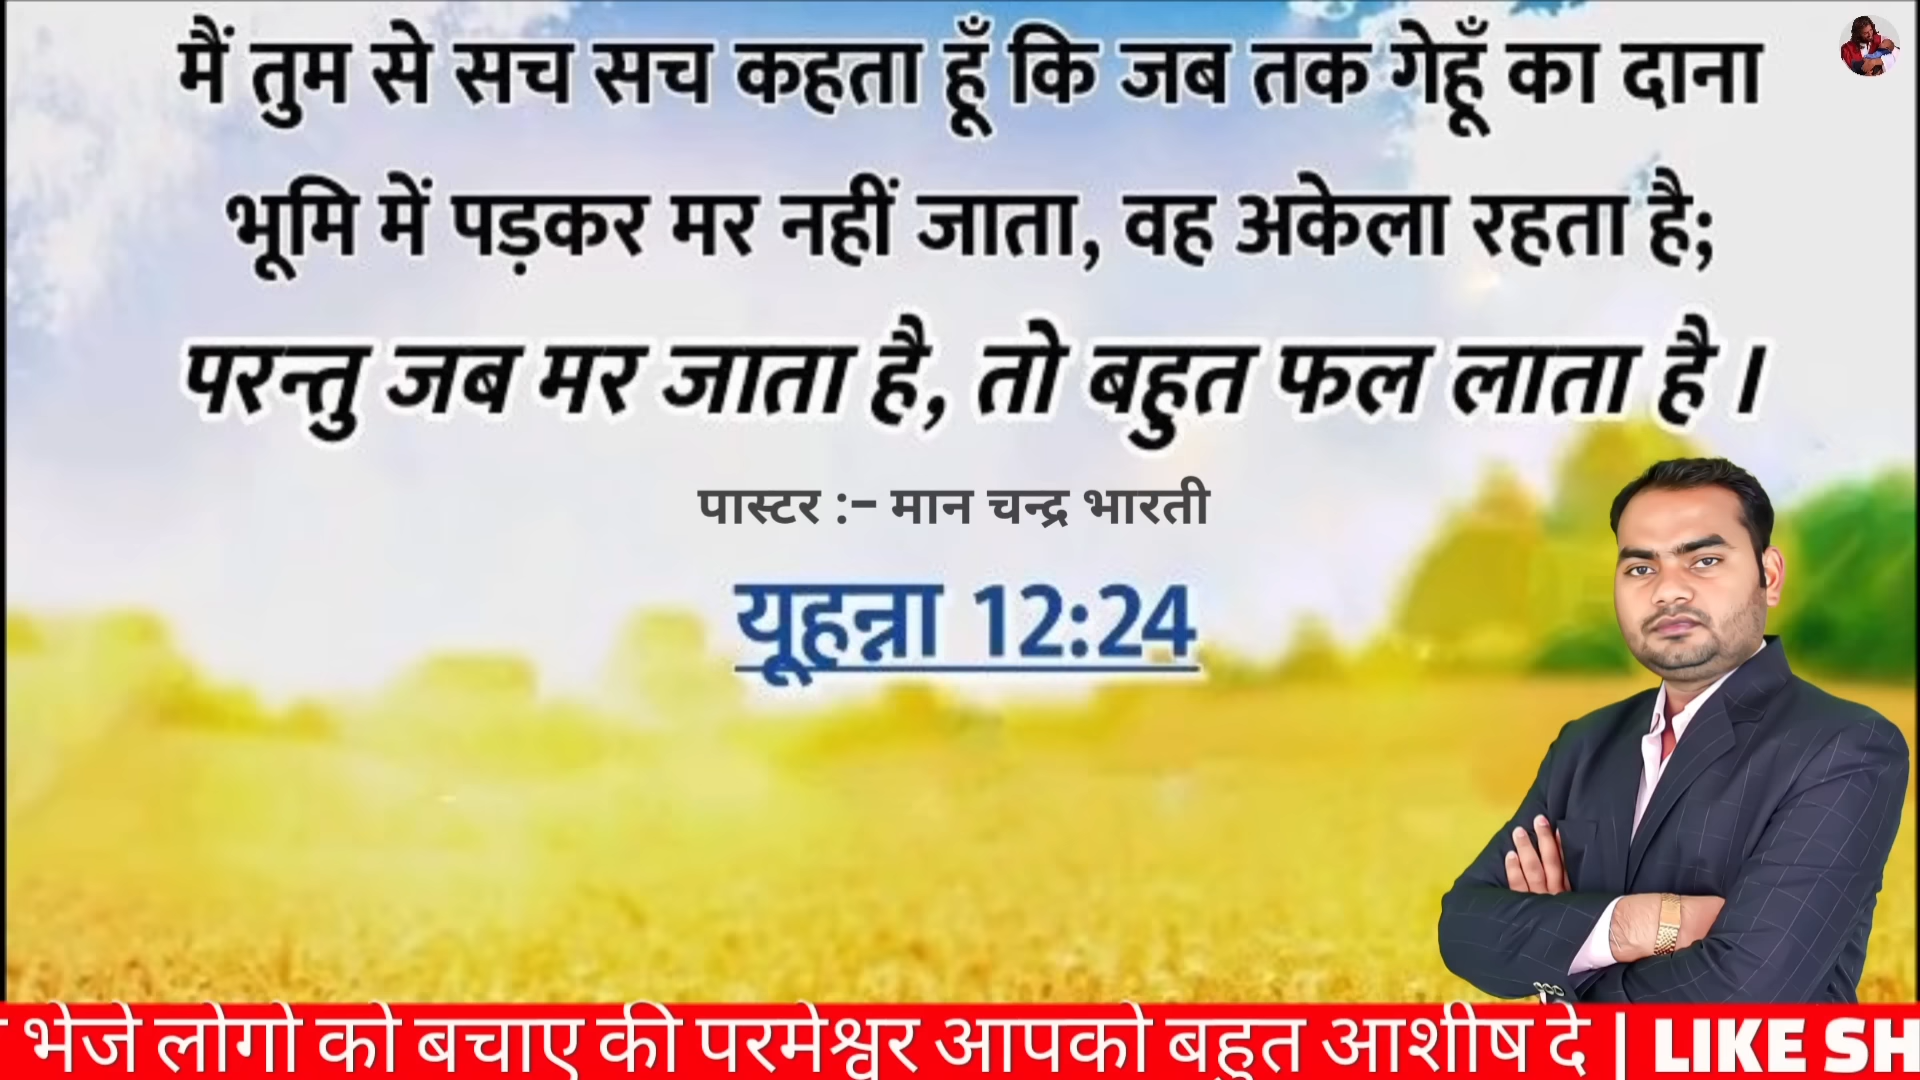 मैं तुम से सच सच कहता हूँ कि जब तक गेहूँ का दाना
भूमि में पड़कर मर नहीं जाता, वह अकेला रहता है;
परन्तु जब मर जाता है, तो बहुत फल लाता है ।
पास्टर :– मान चन्द्र भारती
यूहन्ना 12:24
भेजे लोगो को बचाए की परमेश्वर आपको बहुत आशीष दे | LIKE SH